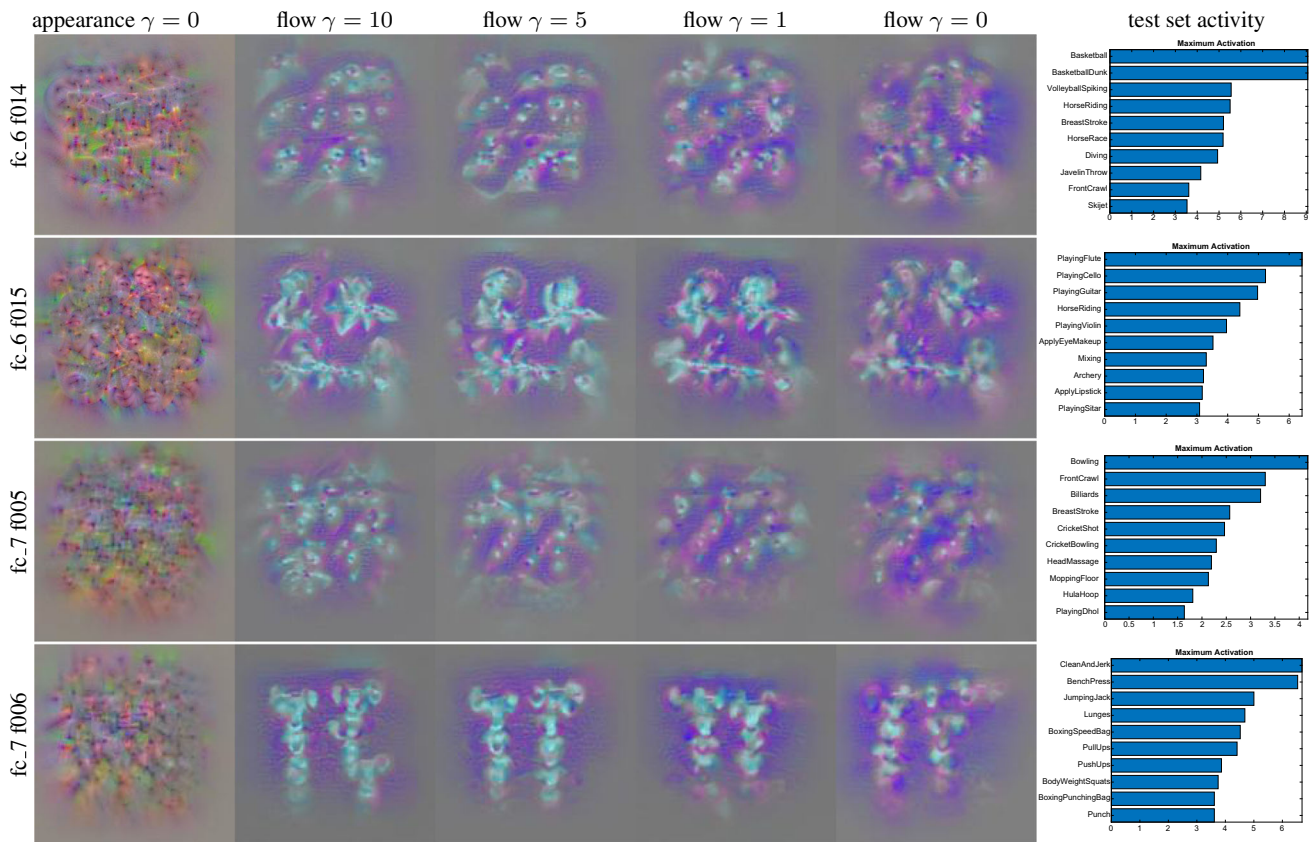 appearance γ = 0 flow γ = 10 flow γ = 5 flow γ = 1 flow γ = 0 test set activity
fc_6 f014
Maximum Activation
Basketball
BasketballDunk
VolleyballSpiking
HorseRiding
BreastStroke
HorseRace
Diving
JavelinThrow
FrontCrawl
Skijet
0 1 2 3 4 5 6 7 8 9
fc_6 f015
Maximum Activation
PlayingFlute
PlayingCello
PlayingGuitar
HorseRiding
PlayingViolin
ApplyEyeMakeup
Mixing
Archery
ApplyLipstick
PlayingSitar
0 1 2 3 4 5 6
fc_7 f005
Maximum Activation
Bowling
FrontCrawl
Billiards
BreastStroke
CricketShot
CricketBowling
HeadMassage
MoppingFloor
HulaHoop
PlayingDhol
0 0.5 1 1.5 2 2.5 3 3.5 4
fc_7 f006
Maximum Activation
CleanAndJerk
BenchPress
JumpingJack
Lunges
BoxingSpeedBag
PullUps
PushUps
BodyWeightSquats
BoxingPunchingBag
Punch
0 1 2 3 4 5 6